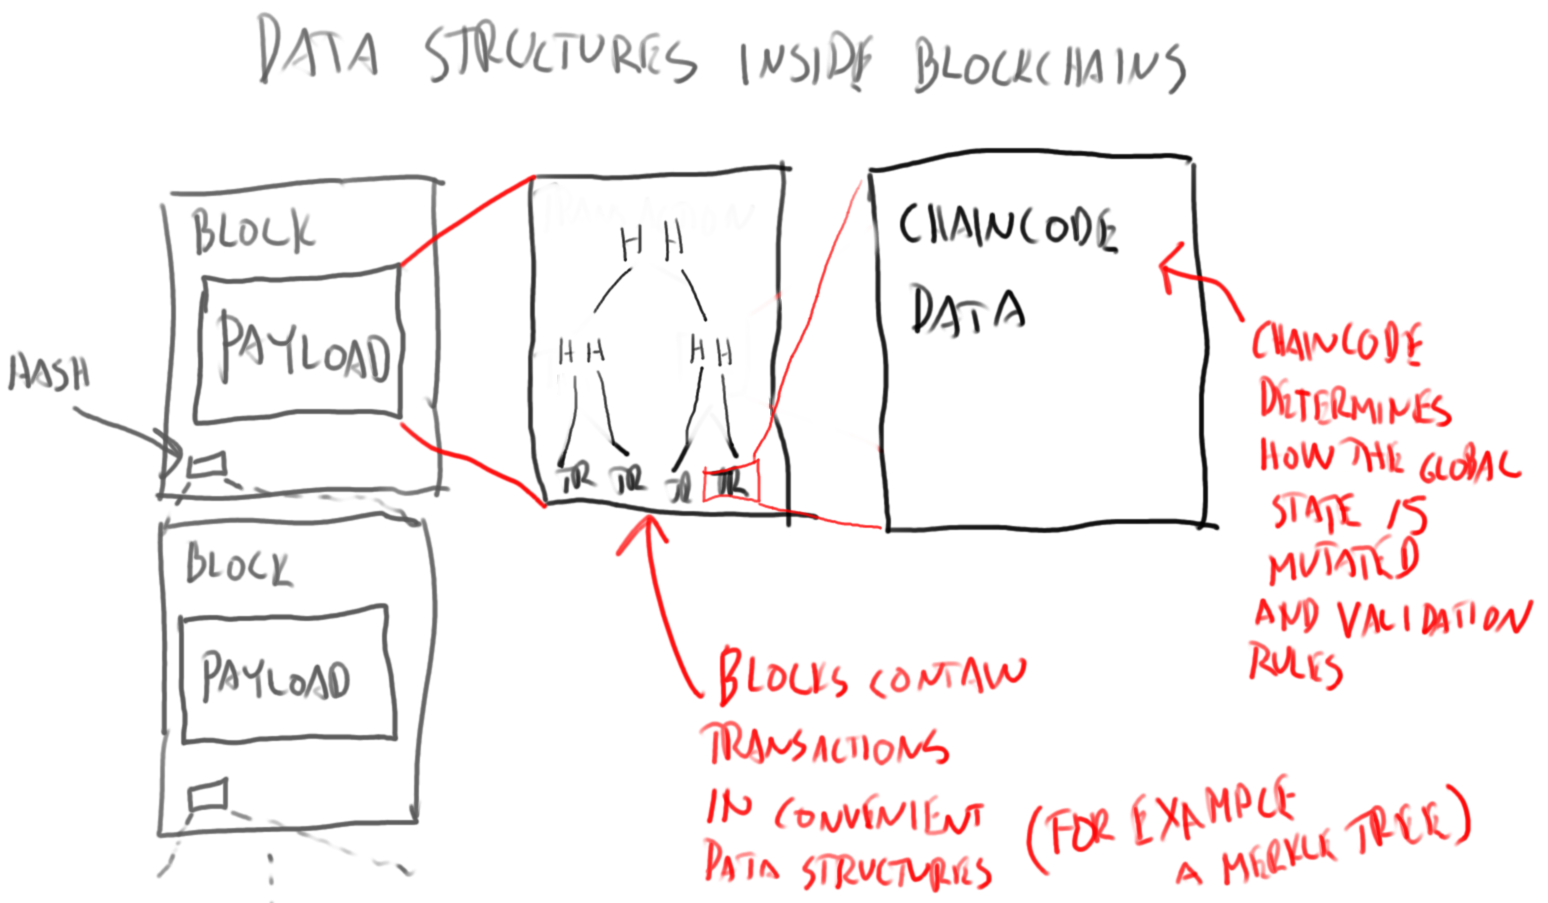 DATA STRUCTURES INSIDE BLOCKCHAINS
BLOCK
PAYLOAD
HASH
BLOCK
PAYLOAD
TRANSACTION
H H
H H
H H
TR TR TR TR
CHAINCODE
DATA
CHAINCODE
DETERMINES
HOW THE GLOBAL
STATE IS
MUTATED
AND VALIDATION
RULES
BLOCKS CONTAIN
TRANSACTIONS
IN CONVENIENT
DATA STRUCTURES
(FOR EXAMPLE
A MERKLE TREE)